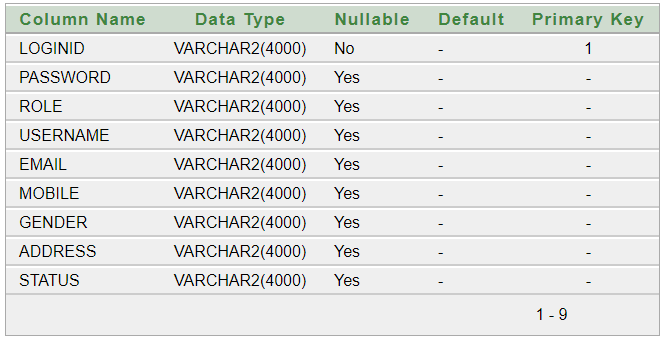 Column Name Data Type Nullable Default Primary Key
LOGINID VARCHAR2(4000) No - 1
PASSWORD VARCHAR2(4000) Yes - -
ROLE VARCHAR2(4000) Yes - -
USERNAME VARCHAR2(4000) Yes - -
EMAIL VARCHAR2(4000) Yes - -
MOBILE VARCHAR2(4000) Yes - -
GENDER VARCHAR2(4000) Yes - -
ADDRESS VARCHAR2(4000) Yes - -
STATUS VARCHAR2(4000) Yes - -
1 - 9